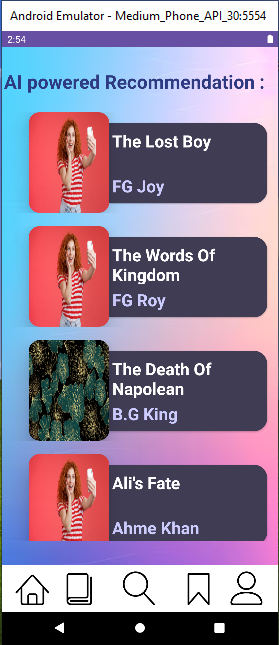 Android Emulator - Medium_Phone_API_30:5554
2:54
AI powered Recommendation :
The Lost Boy
FG Joy
The Words Of
Kingdom
FG Roy
The Death Of
Napolean
B.G King
Ali's Fate
Ahme Khan